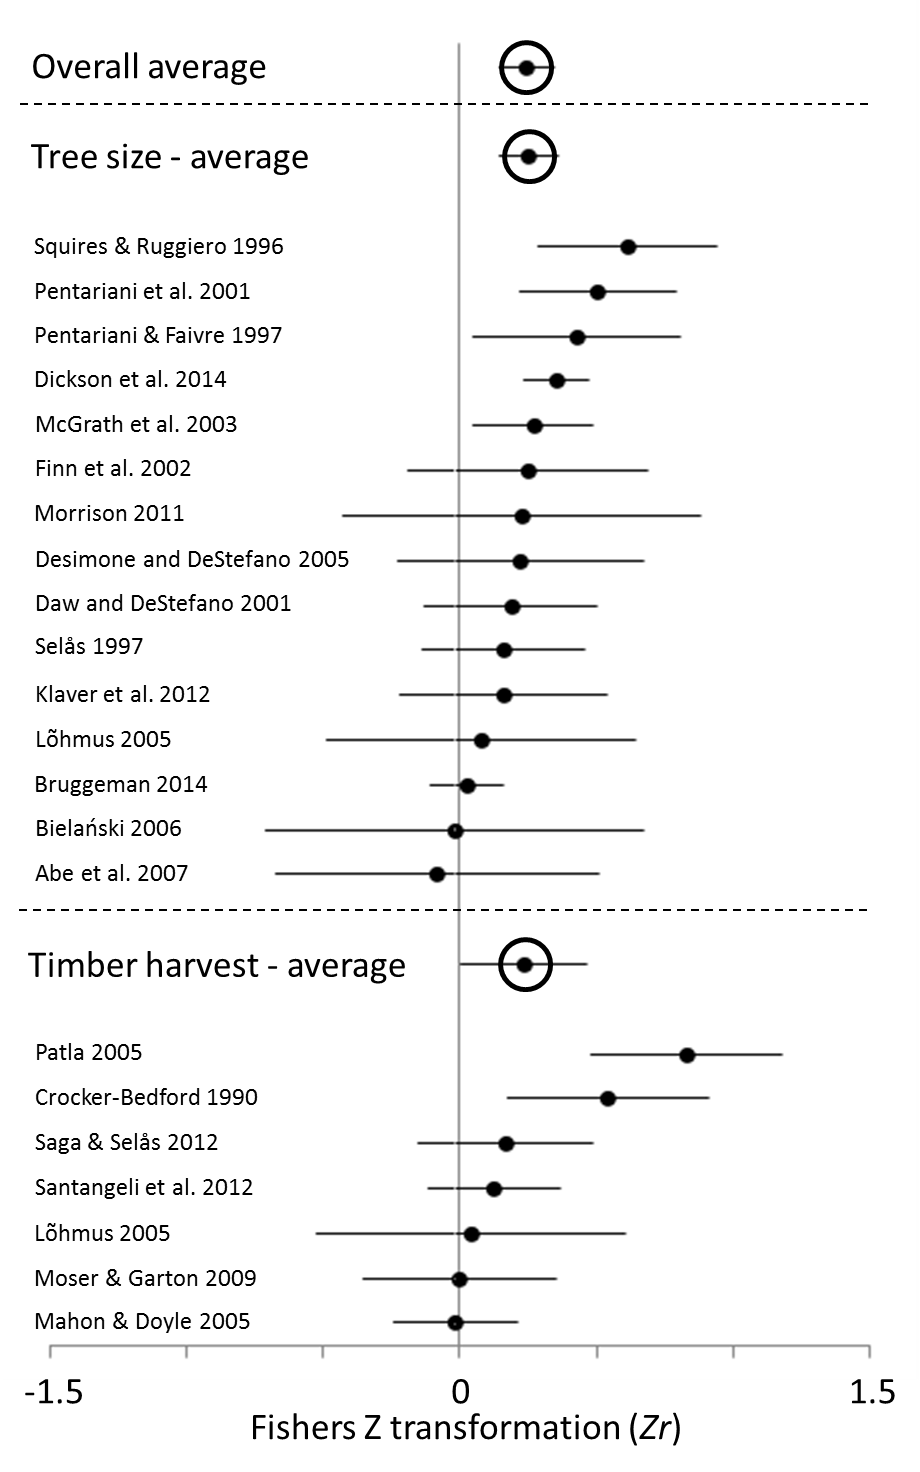 Overall average
Tree size - average
Squires & Ruggiero 1996
Pentariani et al. 2001
Pentariani & Faivre 1997
Dickson et al. 2014
McGrath et al. 2003
Finn et al. 2002
Morrison 2011
Desimone and DeStefano 2005
Daw and DeStefano 2001
Selås 1997
Klaver et al. 2012
Lõhmus 2005
Bruggeman 2014
Bielański 2006
Abe et al. 2007
Timber harvest - average
Patla 2005
Crocker-Bedford 1990
Saga & Selås 2012
Santangeli et al. 2012
Lõhmus 2005
Moser & Garton 2009
Mahon & Doyle 2005
-1.5 0 1.5
Fishers Z transformation (Zr)